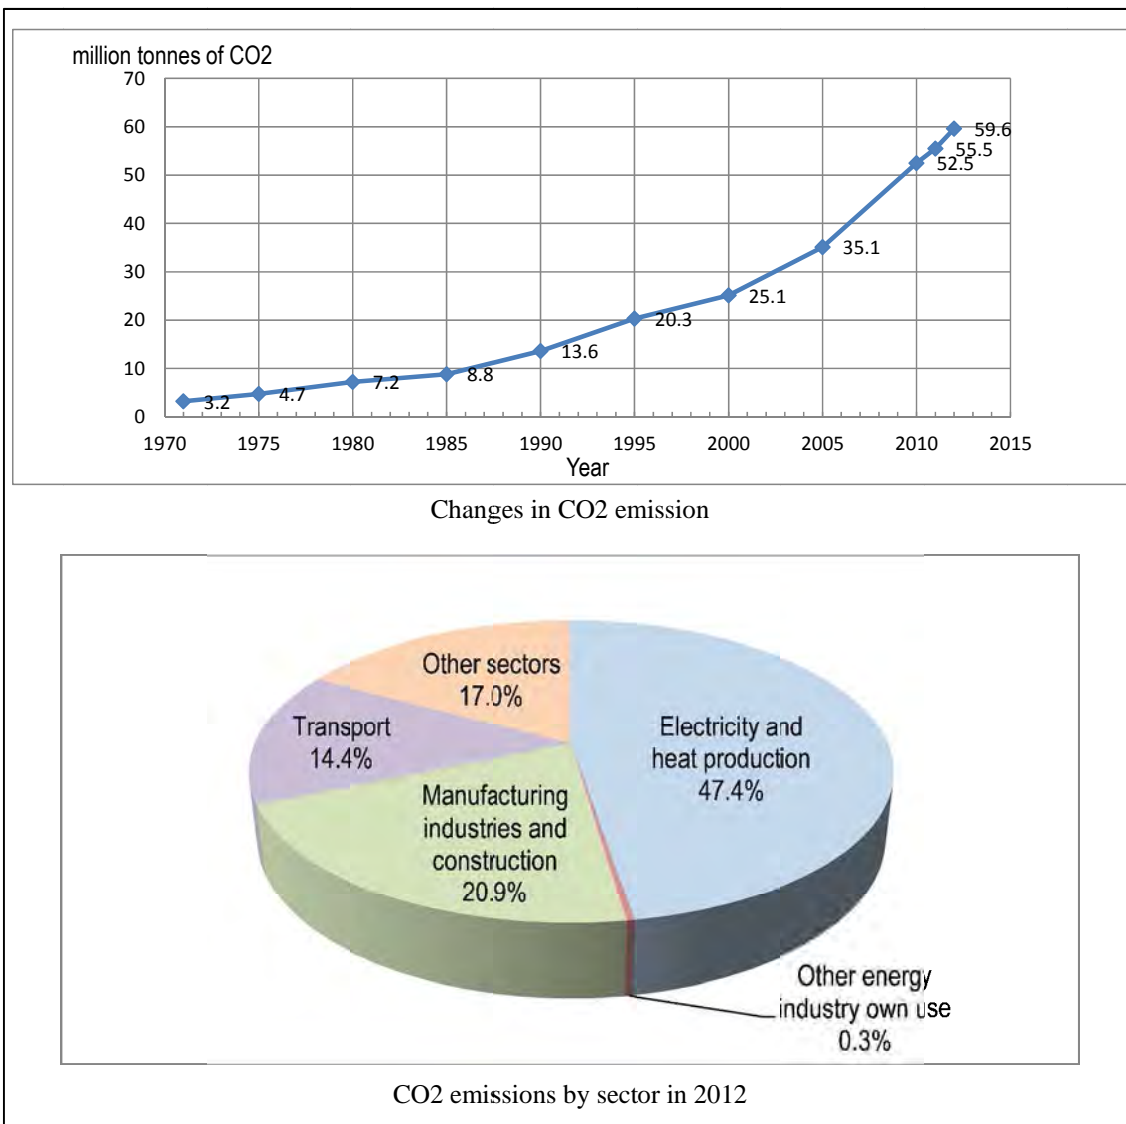 million tonnes of CO2
70
60
50
40
30
20
10
0
59.6
55.5
52.5
35.1
25.1
20.3
13.6
8.8
7.2
4.7
3.2
1970 1975 1980 1985 1990 1995 2000 2005 2010 2015
Year
Changes in CO2 emission
Other sectors
17.0%
Transport
14.4%
Electricity and
heat production
47.4%
Manufacturing
industries and
construction
20.9%
Other energy
industry own use
0.3%
CO2 emissions by sector in 2012